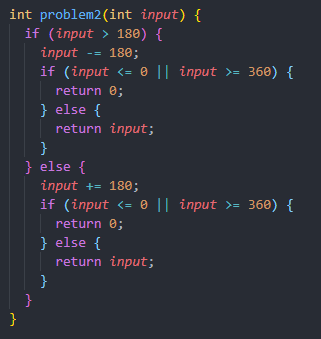 int problem2(int input) {
  if (input > 180) {
    input -= 180;
    if (input <= 0 || input >= 360) {
      return 0;
    } else {
      return input;
    }
  } else {
    input += 180;
    if (input <= 0 || input >= 360) {
      return 0;
    } else {
      return input;
    }
  }
}